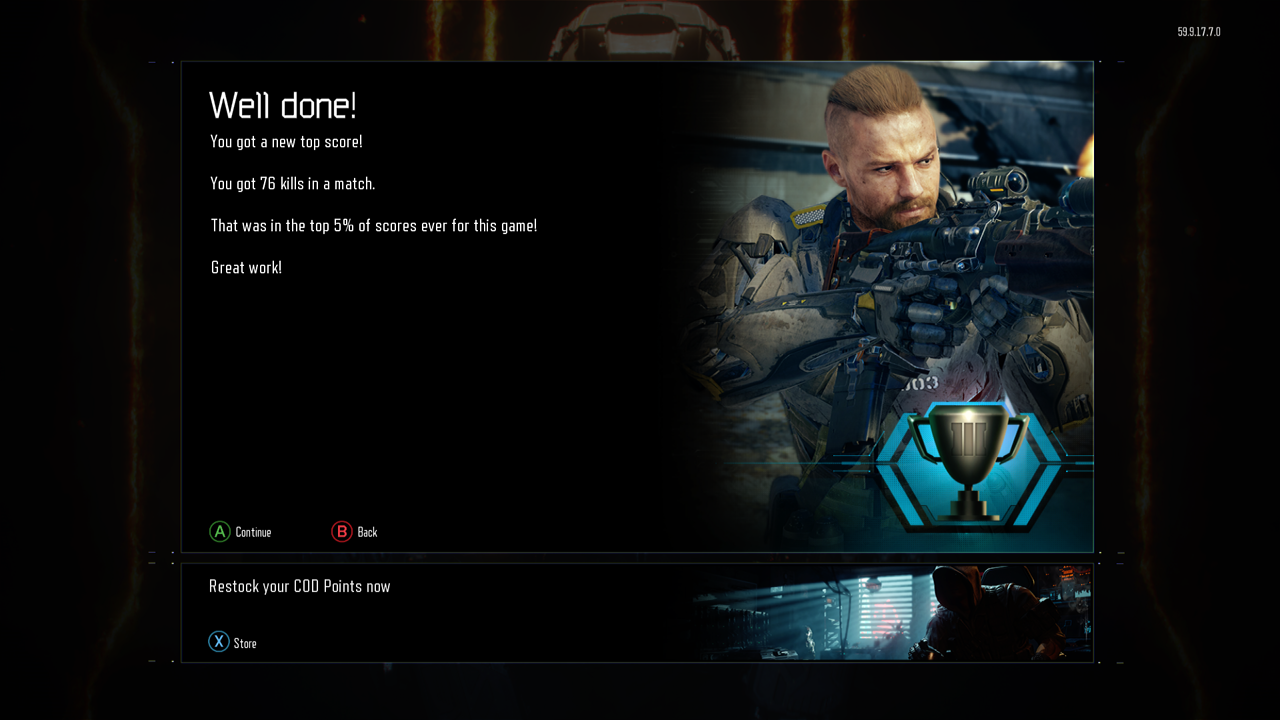 59.9.17.7.0
Well done!
You got a new top score!
You got 76 kills in a match.
That was in the top 5% of scores ever for this game!
Great work!
003
III
A Continue B Back
Restock your COD Points now
X Store